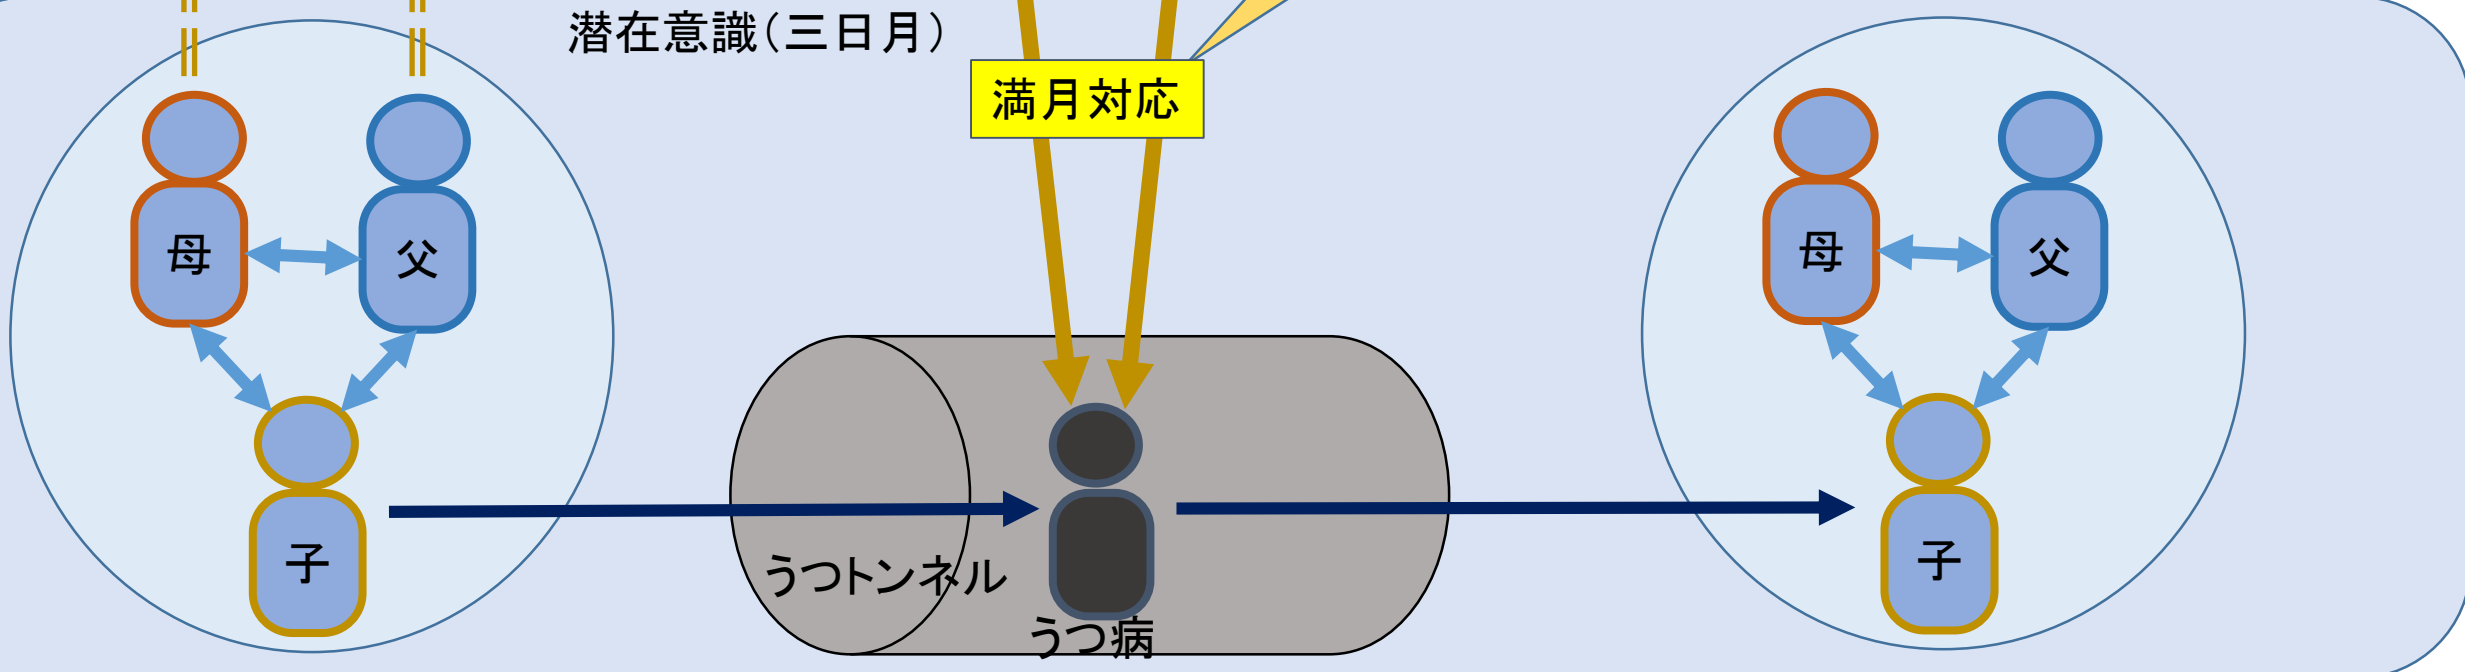 潜在意識(三日月)
満月対応
母
父
子
うつトンネル
うつ病
母
父
子